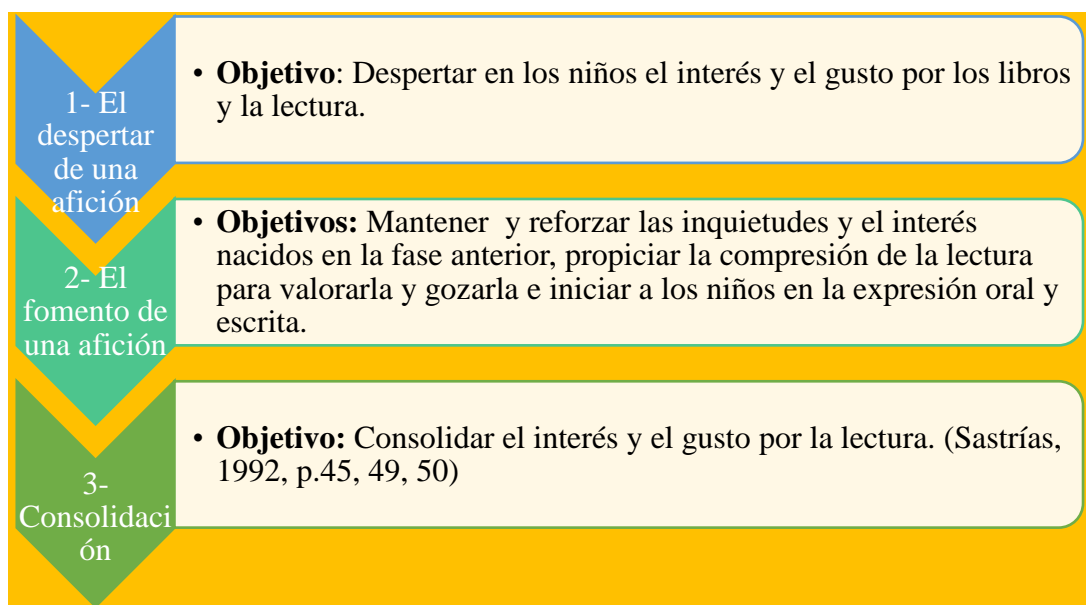 1- El
despertar
de una
afición
• Objetivo: Despertar en los niños el interés y el gusto por los libros
y la lectura.
2- El
fomento de
una afición
• Objetivos: Mantener y reforzar las inquietudes y el interés
nacidos en la fase anterior, propiciar la compresión de la lectura
para valorarla y gozarla e iniciar a los niños en la expresión oral y
escrita.
3-
Consolidaci
ón
• Objetivo: Consolidar el interés y el gusto por la lectura. (Sastrías,
1992, p.45, 49, 50)